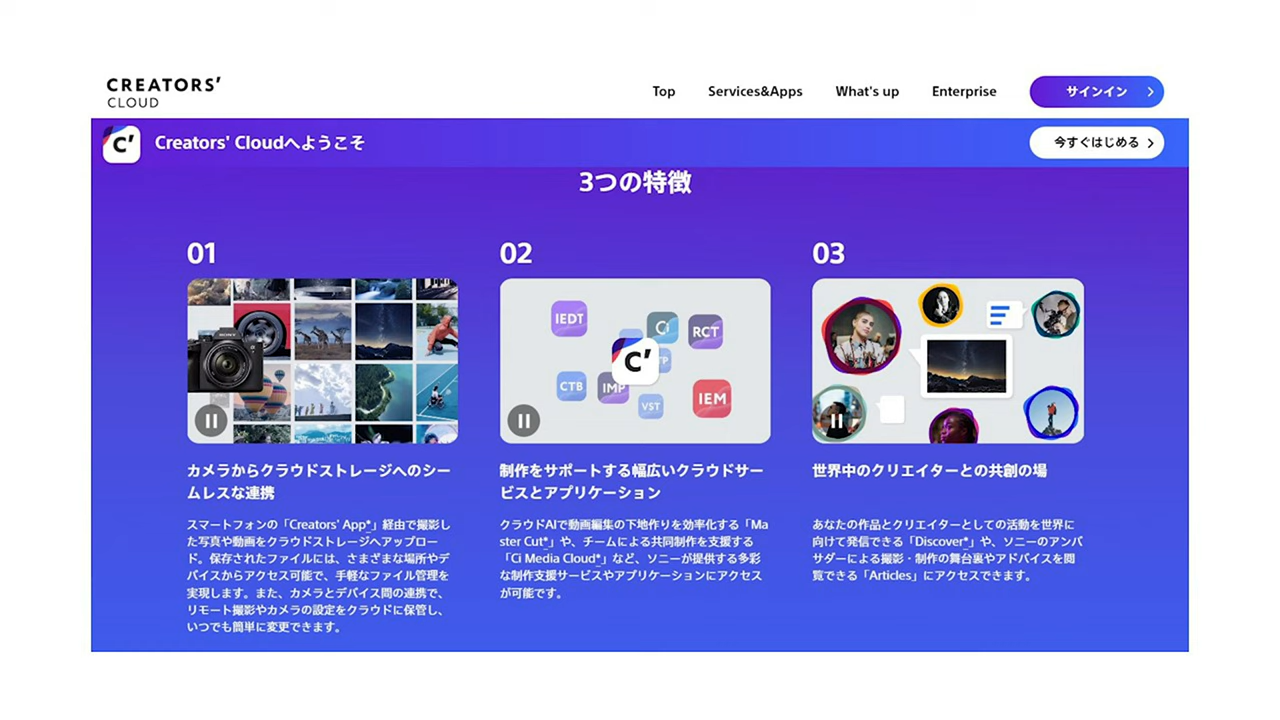 CREATORS'
CLOUD
Top
Services&Apps
What's up
Enterprise
サインイン
C'
Creators' Cloudへようこそ
今すぐはじめる
3つの特徴
01
SONY
カメラからクラウドストレージへのシー
ムレスな連携
スマートフォンの「Creators' App*」経由で撮影し
た写真や動画をクラウドストレージへアップロー
ド。保存されたファイルには、さまざまな場所やデ
バイスからアクセス可能で、手軽なファイル管理を
実現します。また、カメラとデバイス間の連携で、
リモート撮影やカメラの設定をクラウドに保管し、
いつでも簡単に変更できます。
02
IEDT
Ci
RCT
C'
TP
CTB
IMP
VST
IEM
制作をサポートする幅広いクラウドサー
ビスとアプリケーション
クラウドAIで動画編集の下地作りを効率化する「Ma
ster Cut*」や、チームによる共同制作を支援する
「Ci Media Cloud*」など、ソニーが提供する多彩
な制作支援サービスやアプリケーションにアクセス
が可能です。
03
世界中のクリエイターとの共創の場
あなたの作品とクリエイターとしての活動を世界に
向けて発信できる「Discover*」や、ソニーのアンバ
サダーによる撮影・制作の舞台裏やアドバイスを閲
覧できる「Articles」にアクセスできます。